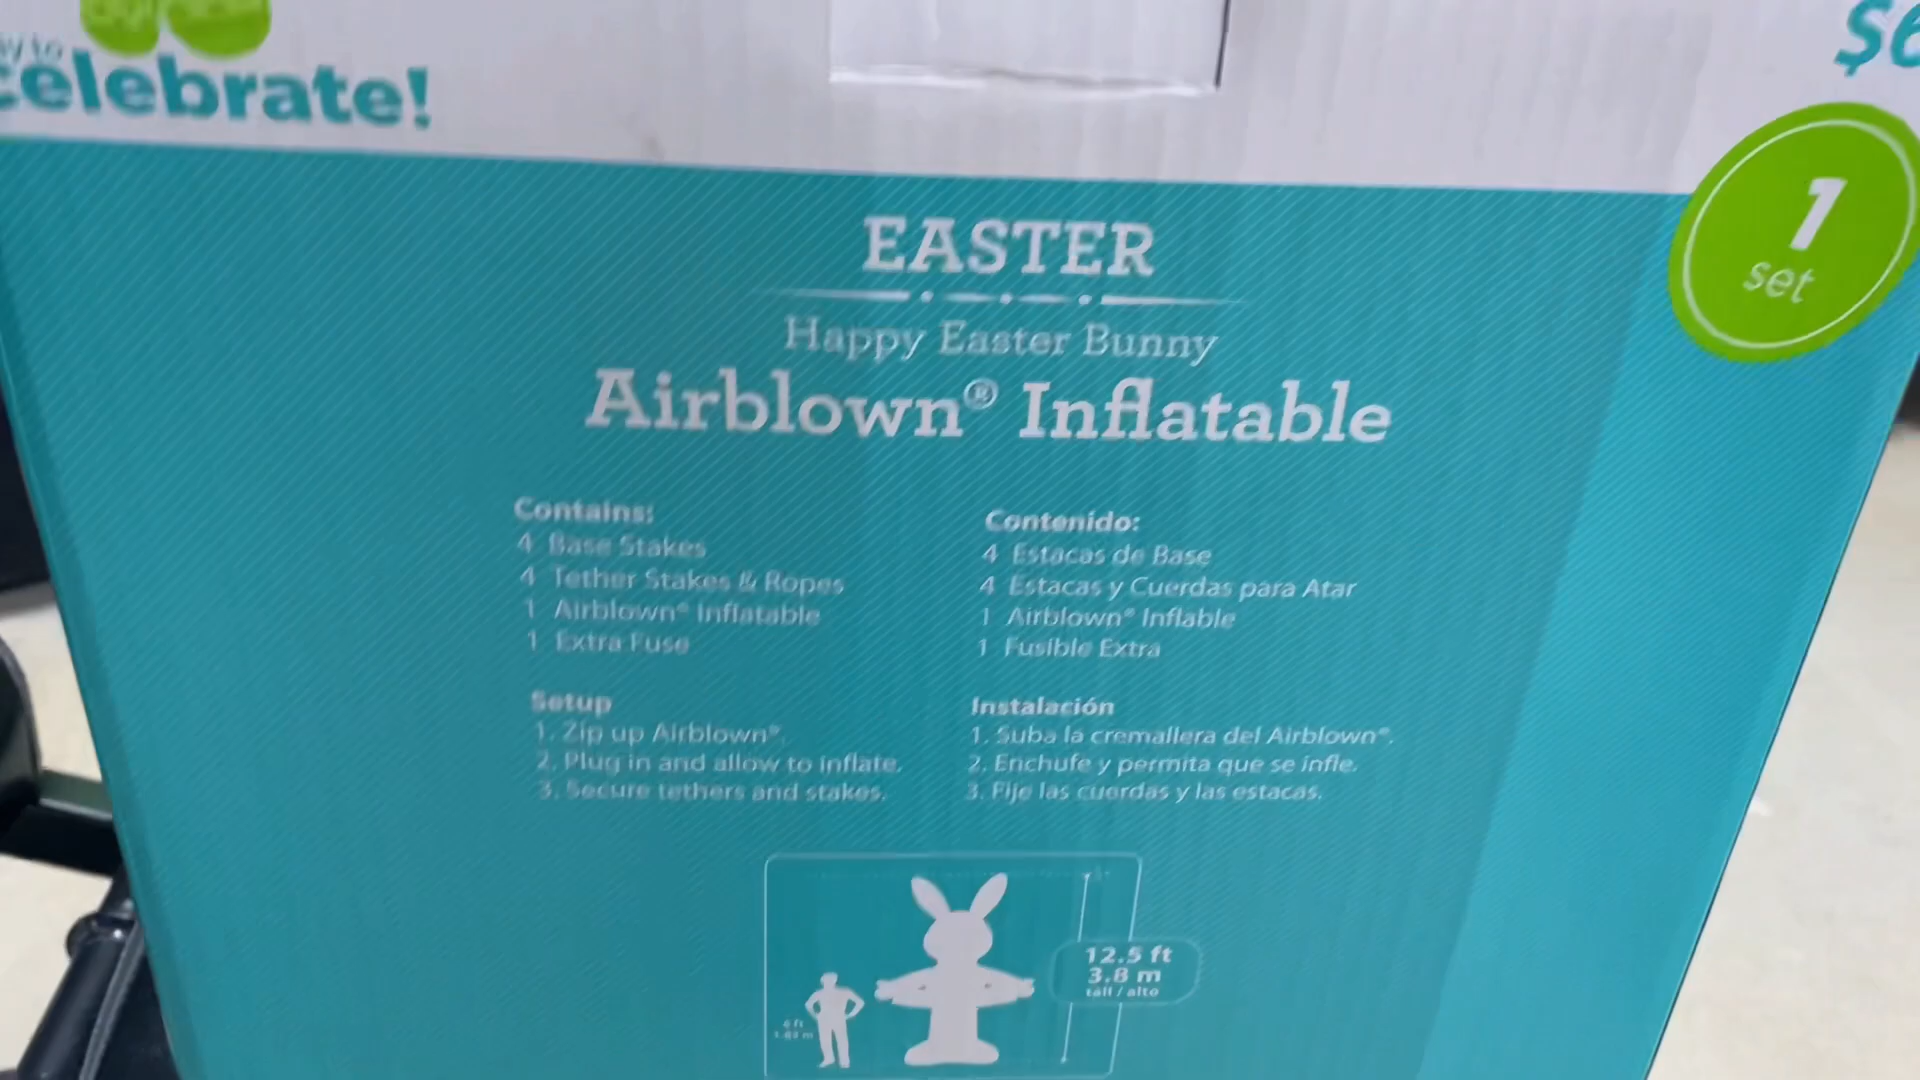 celebrate!
1
set
EASTER
Happy Easter Bunny
Airblown® Inflatable
Contains:
4 Base Stakes
4 Tether Stakes & Ropes
1 Airblown® Inflatable
1 Extra Fuse
Setup
1. Zip up Airblown®.
2. Plug in and allow to inflate.
3. Secure tethers and stakes.
Contenido:
4 Estacas de Base
4 Estacas y Cuerdas para Atar
1 Airblown® Inflable
1 Fusible Extra
Instalación
1. Suba la cremallera del Airblown®.
2. Enchufe y permita que se infle.
3. Fije las cuerdas y las estacas.
12.5 ft
3.8 m
tall / alto
6 ft